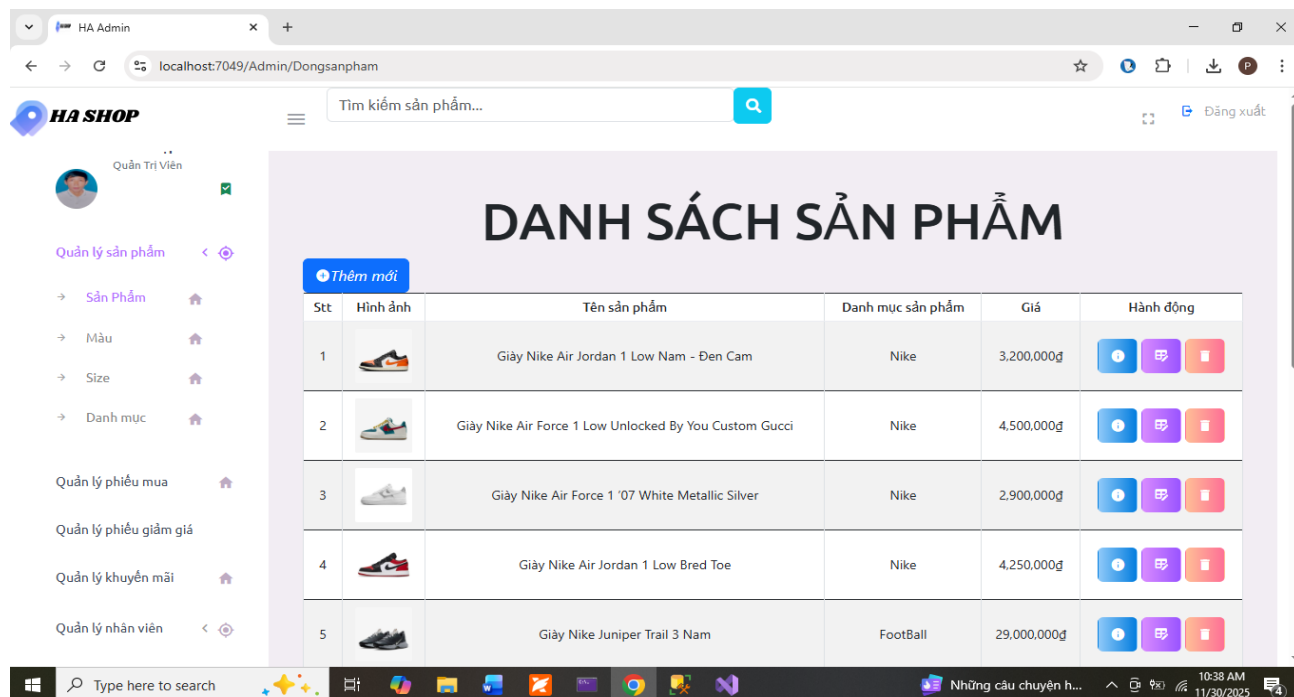 HA Admin
localhost:7049/Admin/Dongsanpham
P
HA SHOP
Tìm kiếm sản phẩm...
Đăng xuất
Quản Trị Viên
DANH SÁCH SẢN PHẨM
Quản lý sản phẩm
Thêm mới
Sản Phẩm
Màu
Size
Danh mục
Quản lý phiếu mua
Quản lý phiếu giảm giá
Quản lý khuyến mãi
Quản lý nhân viên
Stt Hình ảnh Tên sản phẩm Danh mục sản phẩm Giá Hành động
1 Giày Nike Air Jordan 1 Low Nam - Đen Cam Nike 3,200,000₫
2 Giày Nike Air Force 1 Low Unlocked By You Custom Gucci Nike 4,500,000₫
3 Giày Nike Air Force 1 '07 White Metallic Silver Nike 2,900,000₫
4 Giày Nike Air Jordan 1 Low Bred Toe Nike 4,250,000₫
5 Giày Nike Juniper Trail 3 Nam FootBall 29,000,000₫
Type here to search
Những câu chuyện h...
10:38 AM
11/30/2025
4